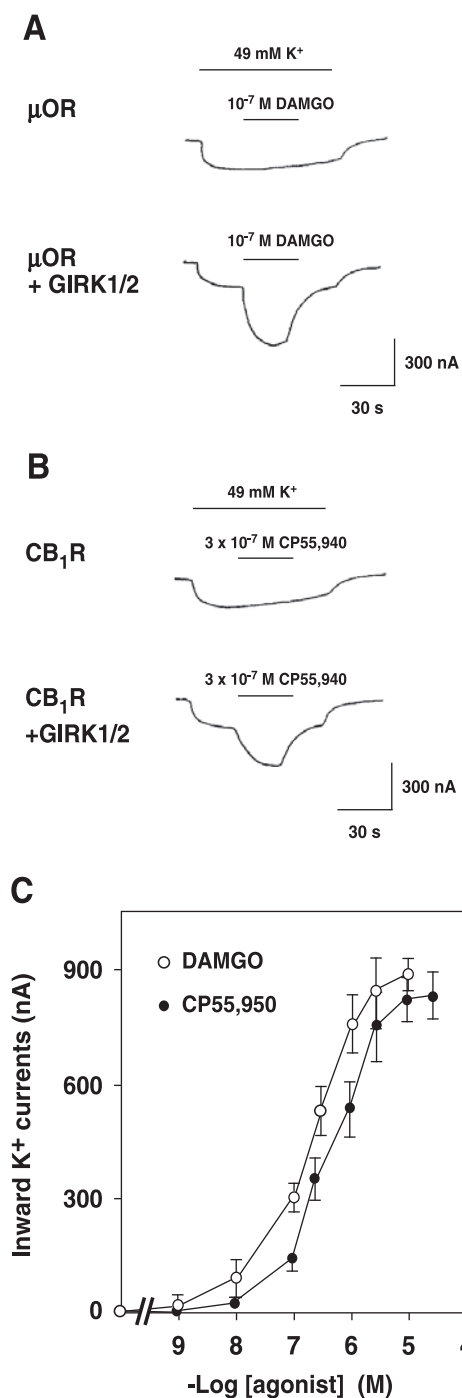 A
49 mM K⁺
μOR
10⁻⁷ M DAMGO
μOR
+ GIRK1/2
10⁻⁷ M DAMGO
300 nA
30 s
B
49 mM K⁺
CB₁R
3 x 10⁻⁷ M CP55,940
CB₁R
+GIRK1/2
3 x 10⁻⁷ M CP55,940
300 nA
30 s
C
Inward K⁺ currents (nA)
900
600
300
0
DAMGO
CP55,950
9 8 7 6 5 4
-Log [agonist] (M)